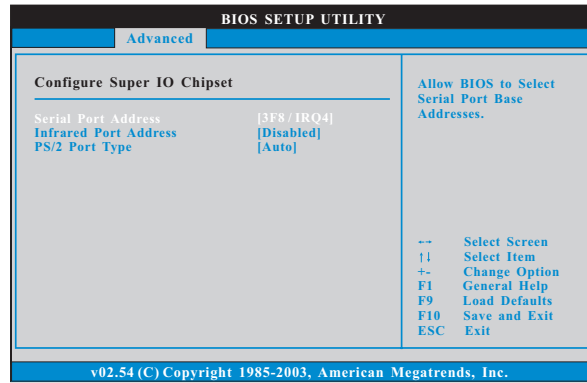 BIOS SETUP UTILITY
Advanced
Configure Super IO Chipset
Serial Port Address [3F8 / IRQ4]
Infrared Port Address [Disabled]
PS/2 Port Type [Auto]
Allow BIOS to Select
Serial Port Base
Addresses.
←→ Select Screen
↑↓ Select Item
+- Change Option
F1 General Help
F9 Load Defaults
F10 Save and Exit
ESC Exit
v02.54 (C) Copyright 1985-2003, American Megatrends, Inc.